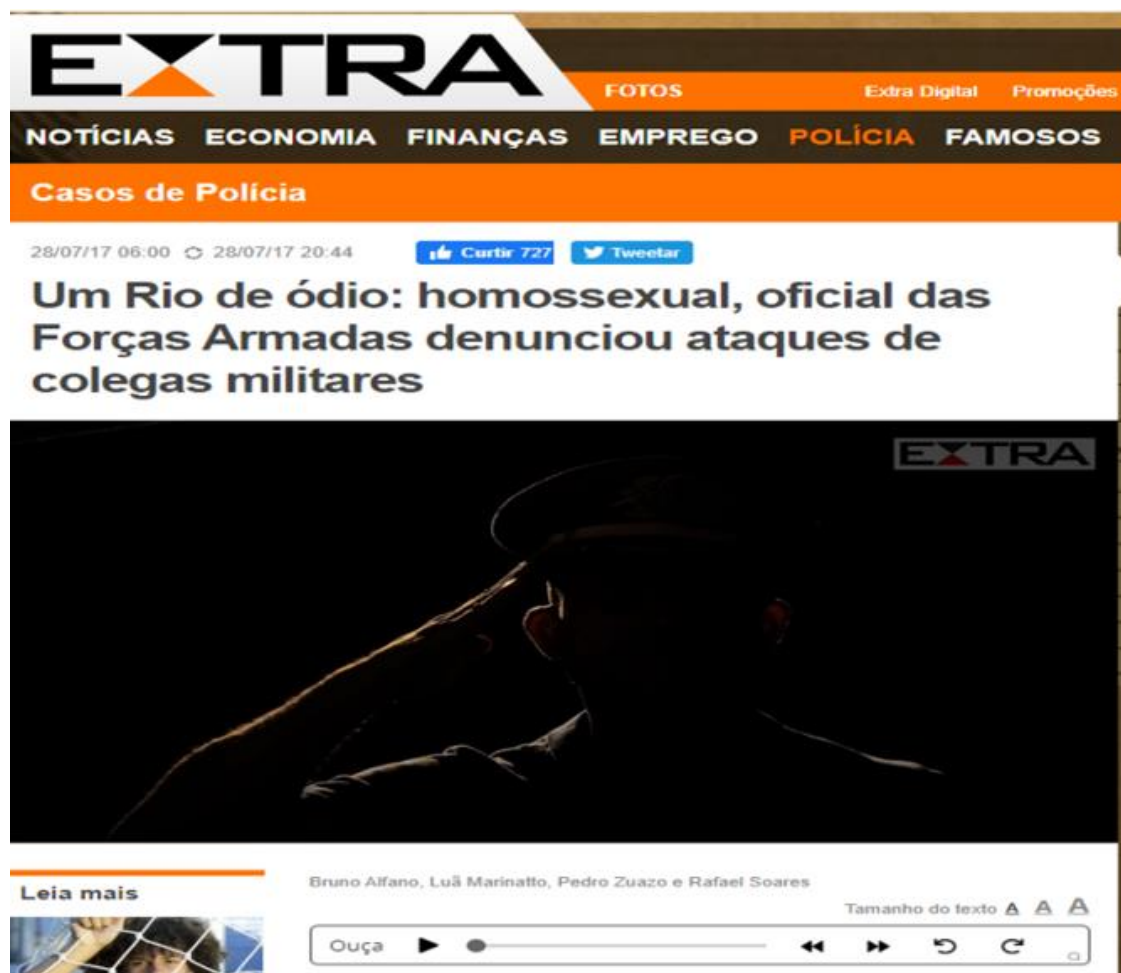 EXTRA
FOTOS Extra Digital Promoções
NOTÍCIAS ECONOMIA FINANÇAS EMPREGO POLÍCIA FAMOSOS
Casos de Polícia
28/07/17 06:00 28/07/17 20:44 Curtir 727 Tweetar
Um Rio de ódio: homossexual, oficial das
Forças Armadas denunciou ataques de
colegas militares
EXTRA
Leia mais
Bruno Alfano, Luã Marinatto, Pedro Zuazo e Rafael Soares
Tamanho do texto A A A
Ouça